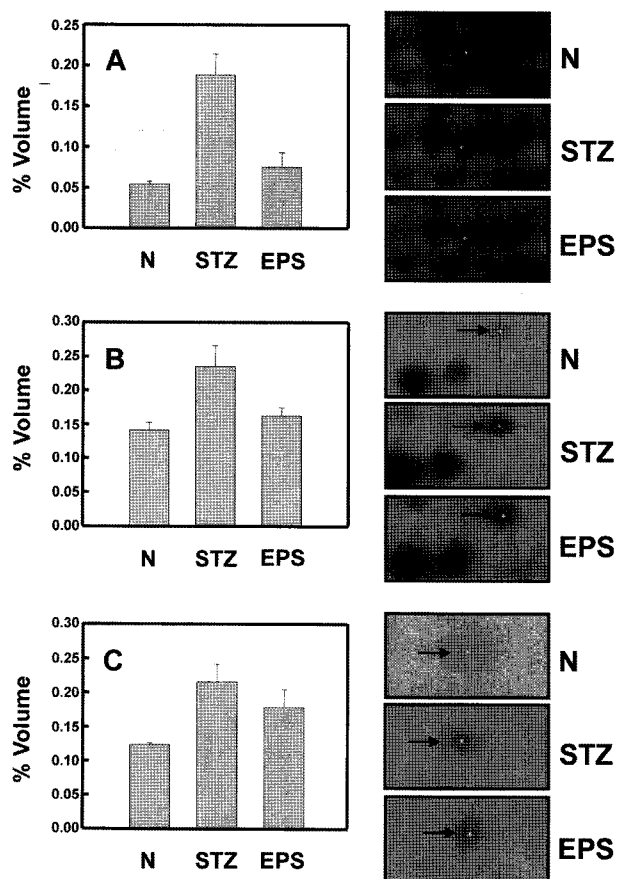 A
% Volume
0.25
0.20
0.15
0.10
0.05
0.00
N STZ EPS
N
STZ
EPS
B
% Volume
0.30
0.25
0.20
0.15
0.10
0.05
0.00
N STZ EPS
N
STZ
EPS
C
% Volume
0.30
0.25
0.20
0.15
0.10
0.05
0.00
N STZ EPS
N
STZ
EPS